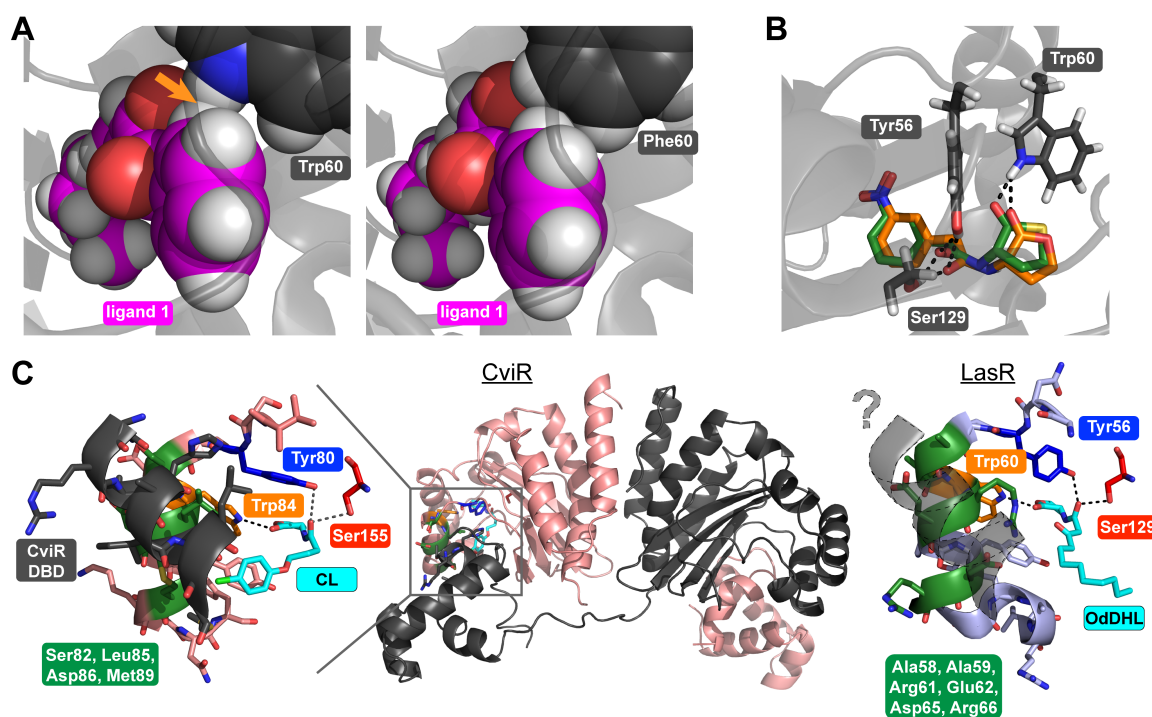 A
Trp60
ligand 1
Phe60
ligand 1
B
Trp60
Tyr56
Ser129
C
CviR
LasR
Tyr80
Trp84
Ser155
CviR
DBD
CL
Ser82, Leu85,
Asp86, Met89
?
Tyr56
Trp60
Ser129
OdDHL
Ala58, Ala59,
Arg61, Glu62,
Asp65, Arg66